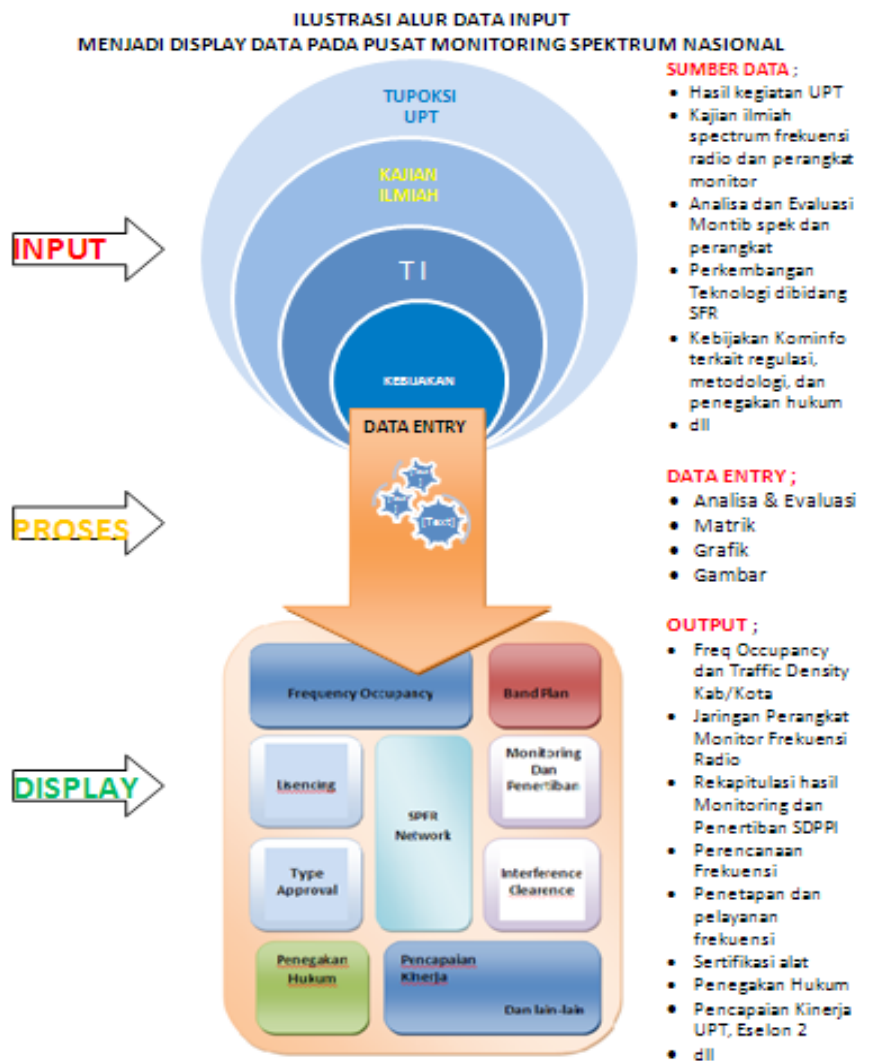 ILUSTRASI ALUR DATA INPUT
MENJADI DISPLAY DATA PADA PUSAT MONITORING SPEKTRUM NASIONAL
INPUT
PROSES
DISPLAY
TUPOKSI
UPT
KAJIAN
ILMIAH
T I
KEBIJAKAN
DATA ENTRY
[Text]
Frequency Occupancy
Band Plan
Lisencing
SPFR
Network
Monitoring
Dan
Penertiban
Type
Approval
Interference
Clearence
Penegakan
Hukum
Pencapaian
Kinerja
Dan lain-lain
SUMBER DATA ;
• Hasil kegiatan UPT
• Kajian ilmiah
spectrum frekuensi
radio dan perangkat
monitor
• Analisa dan Evaluasi
Montib spek dan
perangkat
• Perkembangan
Teknologi dibidang
SFR
• Kebijakan Kominfo
terkait regulasi,
metodologi, dan
penegakan hukum
• dll
DATA ENTRY ;
• Analisa & Evaluasi
• Matrik
• Grafik
• Gambar
OUTPUT ;
• Freq Occupancy
dan Traffic Density
Kab/Kota
• Jaringan Perangkat
Monitor Frekuensi
Radio
• Rekapitulasi hasil
Monitoring dan
Penertiban SDPPI
• Perencanaan
Frekuensi
• Penetapan dan
pelayanan
frekuensi
• Sertifikasi alat
• Penegakan Hukum
• Pencapaian Kinerja
UPT, Eselon 2
• dll